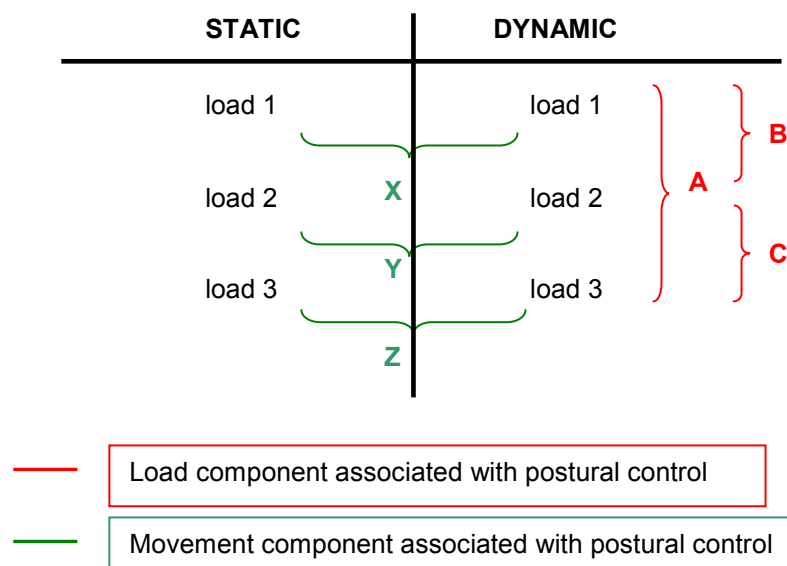 STATIC DYNAMIC
load 1 load 1
B
X A
load 2 load 2
Y C
load 3 load 3
Z
Load component associated with postural control
Movement component associated with postural control